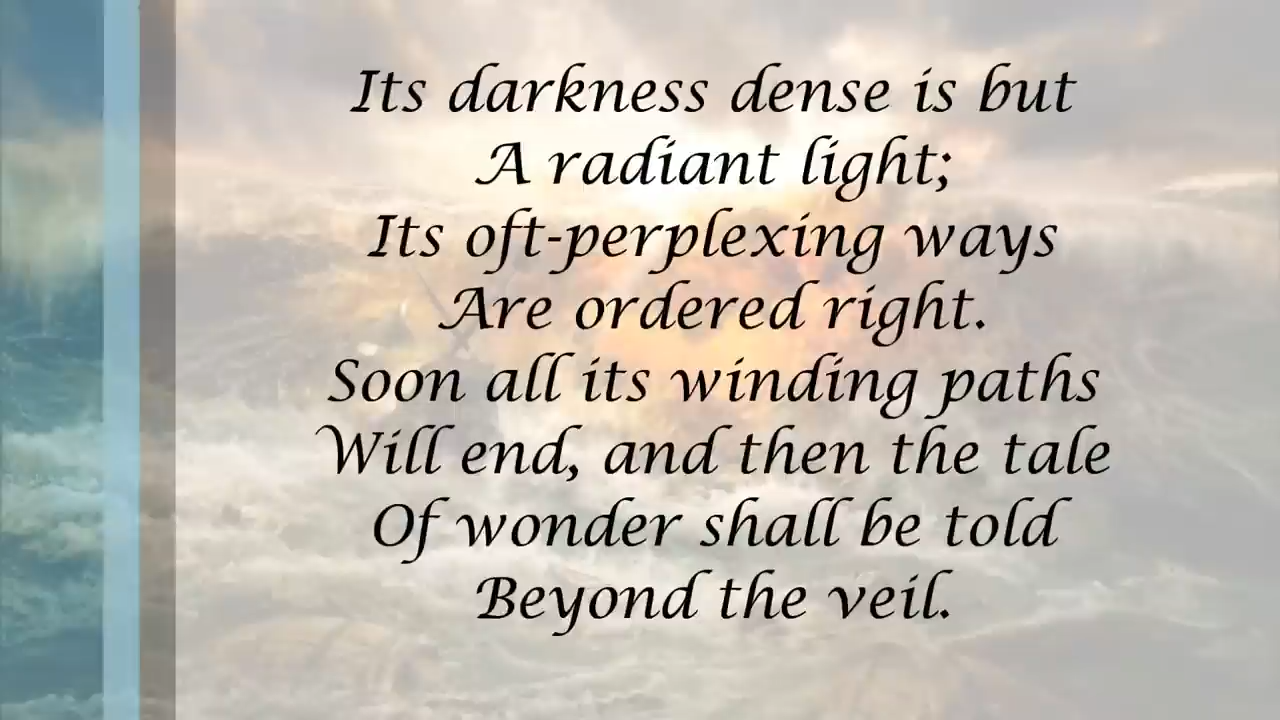 Its darkness dense is but
A radiant light;
Its oft-perplexing ways
Are ordered right.
Soon all its winding paths
Will end, and then the tale
Of wonder shall be told
Beyond the veil.